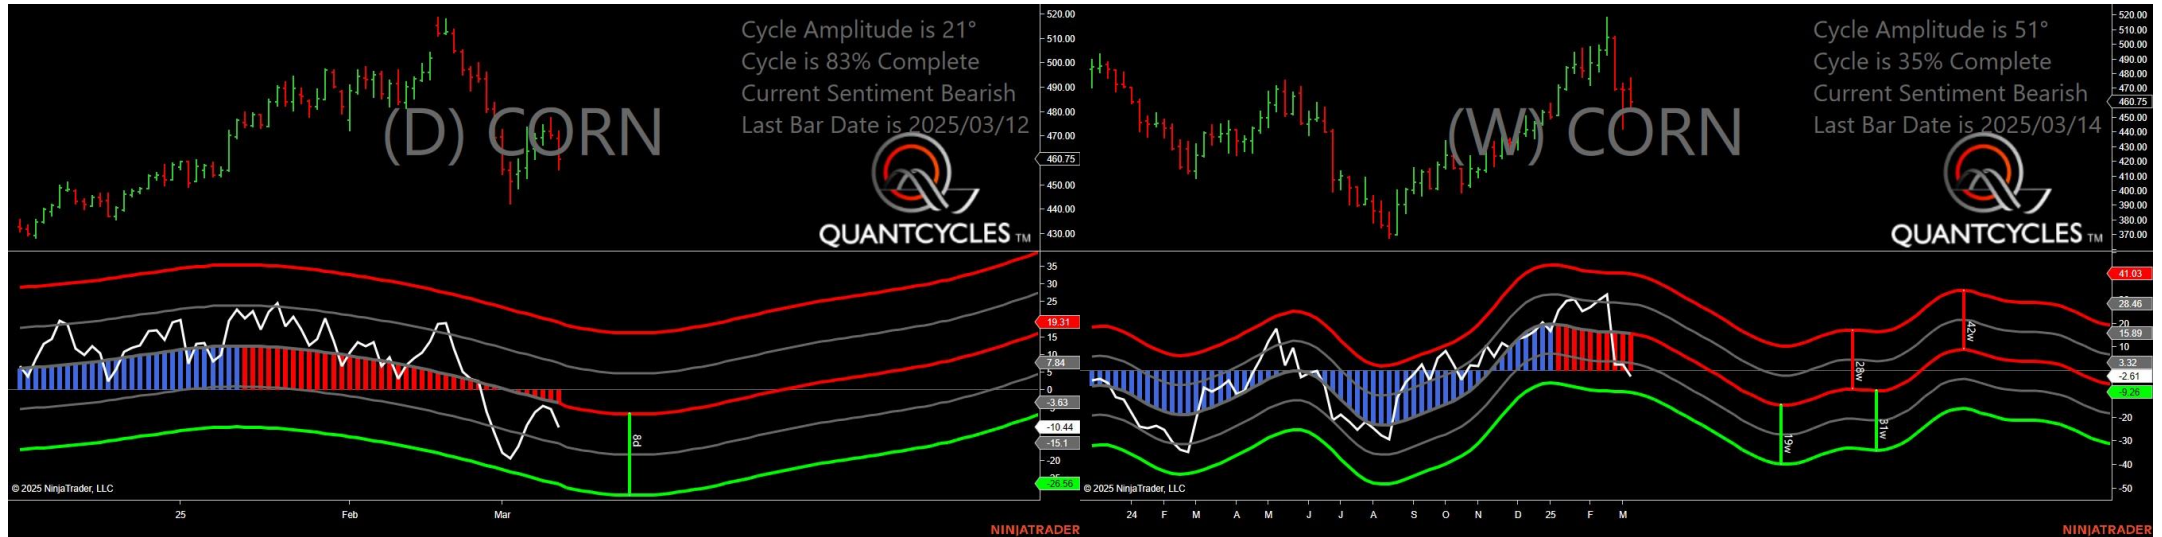 Cycle Amplitude is 21°
Cycle is 83% Complete
Current Sentiment Bearish
Last Bar Date is 2025/03/12
(D) CORN
QUANTCYCLES TM
520.00
510.00
500.00
490.00
480.00
470.00
460.75
450.00
440.00
430.00
35
30
25
19.31
15
10
7.84
5
0
-3.63
-10.44
-15.1
-20
-26.56
8d
© 2025 NinjaTrader, LLC
25
Feb
Mar
NINJATRADER
Cycle Amplitude is 51°
Cycle is 35% Complete
Current Sentiment Bearish
Last Bar Date is 2025/03/14
(W) CORN
QUANTCYCLES TM
520.00
510.00
500.00
490.00
480.00
470.00
460.75
450.00
440.00
430.00
420.00
410.00
400.00
390.00
380.00
370.00
41.03
28.46
20
15.89
10
3.32
-2.61
-9.26
-20
-30
-40
-50
19w
28w
31w
42w
© 2025 NinjaTrader, LLC
24 F M A M J J A S O N D 25 F M
NINJATRADER